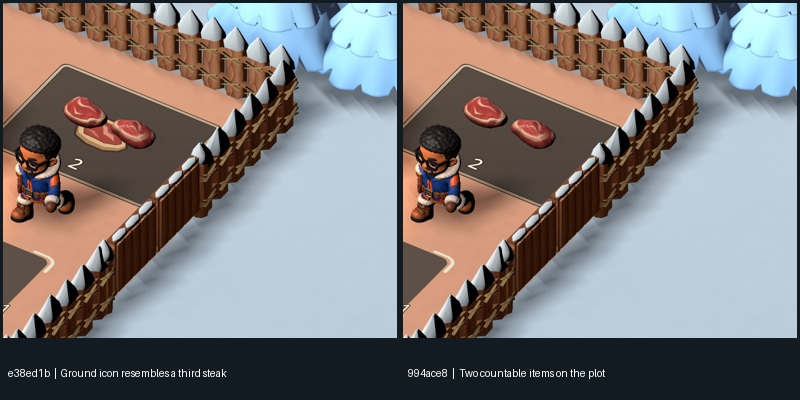 2
2
e38ed1b | Ground icon resembles a third steak
994ace8 | Two countable items on the plot